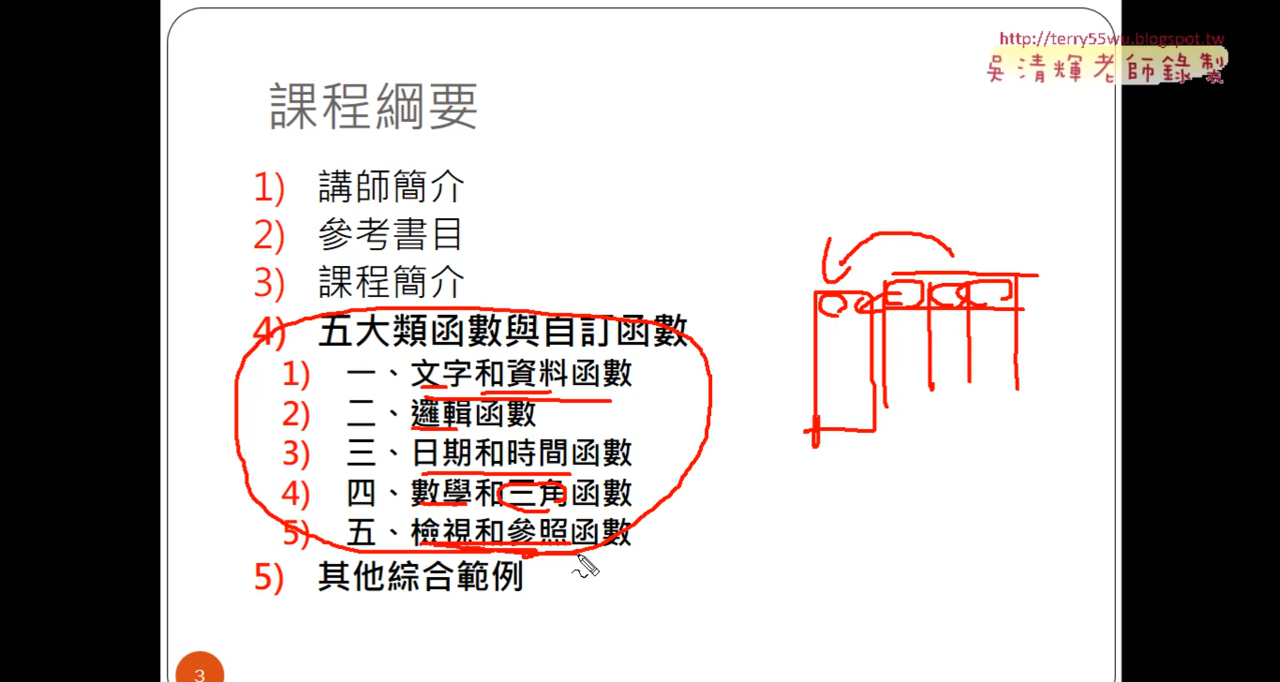 http://terry55wu.blogspot.tw
吳清輝老師錄製
課程綱要
1) 講師簡介
2) 參考書目
3) 課程簡介
4) 五大類函數與自訂函數
1) 一、文字和資料函數
2) 二、邏輯函數
3) 三、日期和時間函數
4) 四、數學和三角函數
5) 五、檢視和參照函數
5) 其他綜合範例
3